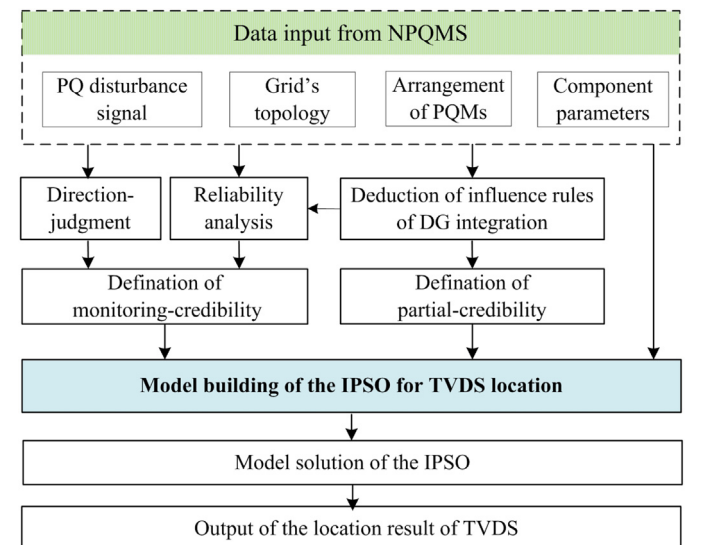 Data input from NPQMS
PQ disturbance
signal
Grid's
topology
Arrangement
of PQMs
Component
parameters
Direction-
judgment
Reliability
analysis
Deduction of influence rules
of DG integration
Defination of
monitoring-credibility
Defination of
partial-credibility
Model building of the IPSO for TVDS location
Model solution of the IPSO
Output of the location result of TVDS